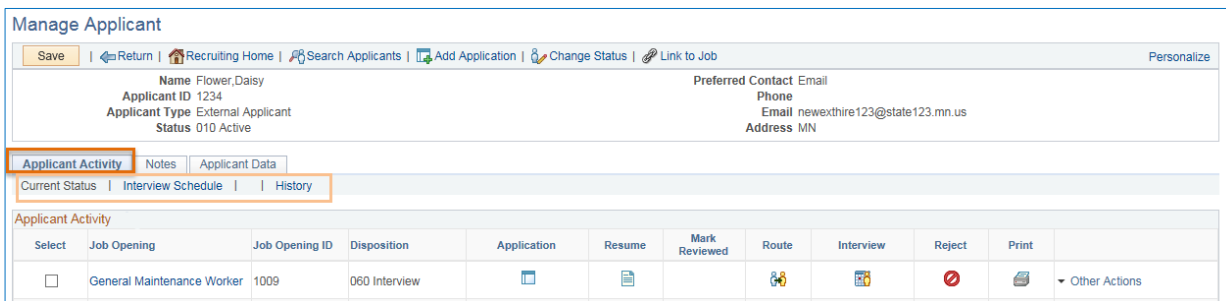 Manage Applicant
Save | Return | Recruiting Home | Search Applicants | Add Application | Change Status | Link to Job Personalize
Name Flower,Daisy Preferred Contact Email
Applicant ID 1234 Phone
Applicant Type External Applicant Email newexthire123@state123.mn.us
Status 010 Active Address MN
Applicant Activity Notes Applicant Data
Current Status | Interview Schedule | | History
Applicant Activity
Select Job Opening Job Opening ID Disposition Application Resume Mark Reviewed Route Interview Reject Print
General Maintenance Worker 1009 060 Interview Other Actions